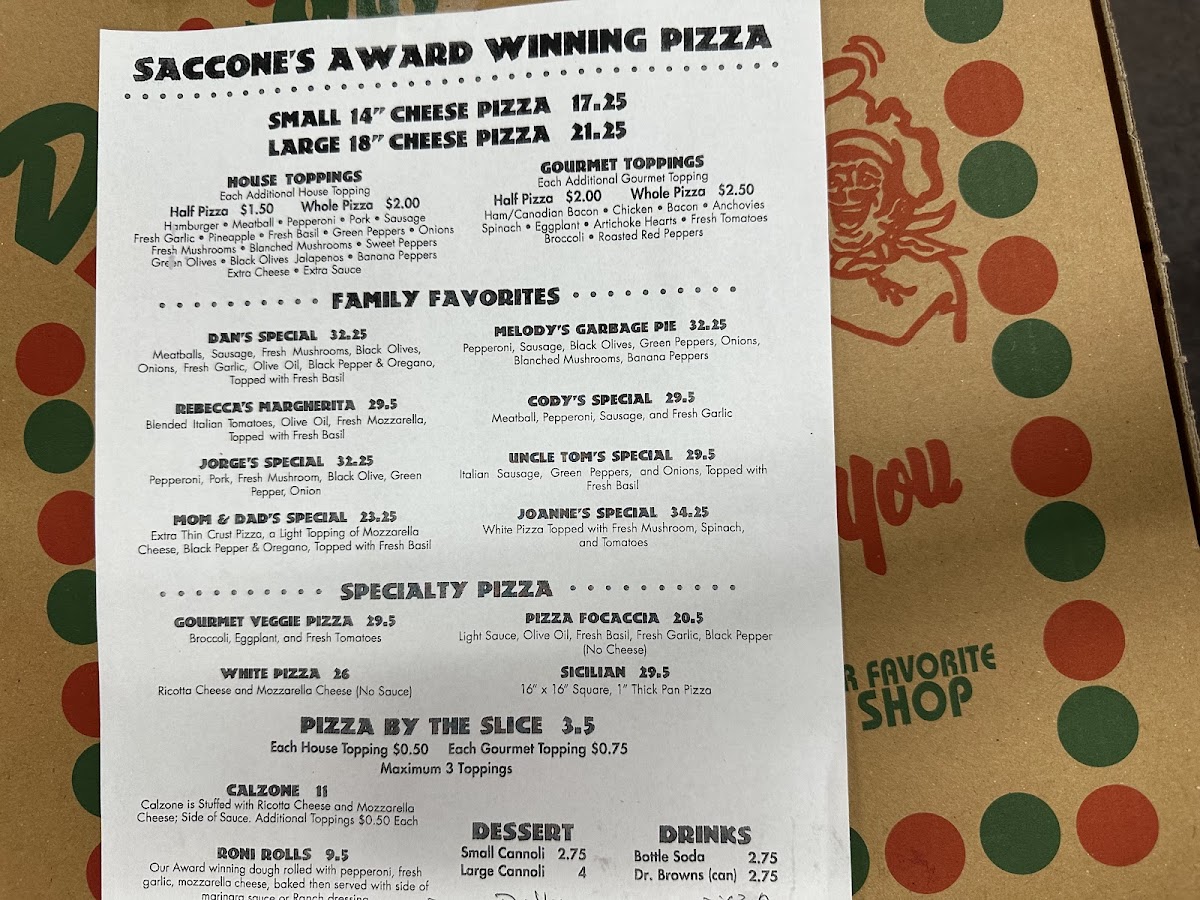 SACCONE'S AWARD WINNING PIZZA
SMALL 14" CHEESE PIZZA 17.25
LARGE 18" CHEESE PIZZA 21.25
HOUSE TOPPINGS
Each Additional House Topping
Half Pizza $1.50 Whole Pizza $2.00
Hamburger • Meatball • Pepperoni • Pork • Sausage
Fresh Garlic • Pineapple • Fresh Basil • Green Peppers • Onions
Fresh Mushrooms • Blanched Mushrooms • Sweet Peppers
Green Olives • Black Olives Jalapenos • Banana Peppers
Extra Cheese • Extra Sauce
GOURMET TOPPINGS
Each Additional Gourmet Topping
Half Pizza $2.00 Whole Pizza $2.50
Ham/Canadian Bacon • Chicken • Bacon • Anchovies
Spinach • Eggplant • Artichoke Hearts • Fresh Tomatoes
Broccoli • Roasted Red Peppers
FAMILY FAVORITES
DAN'S SPECIAL 32.25
Meatballs, Sausage, Fresh Mushrooms, Black Olives,
Onions, Fresh Garlic, Olive Oil, Black Pepper & Oregano,
Topped with Fresh Basil
MELODY'S GARBAGE PIE 32.25
Pepperoni, Sausage, Black Olives, Green Peppers, Onions,
Blanched Mushrooms, Banana Peppers
REBECCA'S MARGHERITA 29.5
Blended Italian Tomatoes, Olive Oil, Fresh Mozzarella,
Topped with Fresh Basil
CODY'S SPECIAL 29.5
Meatball, Pepperoni, Sausage, and Fresh Garlic
JORGE'S SPECIAL 32.25
Pepperoni, Pork, Fresh Mushroom, Black Olive, Green
Pepper, Onion
UNCLE TOM'S SPECIAL 29.5
Italian Sausage, Green Peppers, and Onions, Topped with
Fresh Basil
MOM & DAD'S SPECIAL 23.25
Extra Thin Crust Pizza, a Light Topping of Mozzarella
Cheese, Black Pepper & Oregano, Topped with Fresh Basil
JOANNE'S SPECIAL 34.25
White Pizza Topped with Fresh Mushroom, Spinach,
and Tomatoes
SPECIALTY PIZZA
GOURMET VEGGIE PIZZA 29.5
Broccoli, Eggplant, and Fresh Tomatoes
PIZZA FOCACCIA 20.5
Light Sauce, Olive Oil, Fresh Basil, Fresh Garlic, Black Pepper
(No Cheese)
WHITE PIZZA 26
Ricotta Cheese and Mozzarella Cheese (No Sauce)
SICILIAN 29.5
16" x 16" Square, 1" Thick Pan Pizza
PIZZA BY THE SLICE 3.5
Each House Topping $0.50 Each Gourmet Topping $0.75
Maximum 3 Toppings
CALZONE 11
Calzone is Stuffed with Ricotta Cheese and Mozzarella
Cheese; Side of Sauce. Additional Toppings $0.50 Each
RONI ROLLS 9.5
Our Award winning dough rolled with pepperoni, fresh
garlic, mozzarella cheese, baked then served with side of
marinara sauce or Ranch dressing
DESSERT
Small Cannoli 2.75
Large Cannoli 4
DRINKS
Bottle Soda 2.75
Dr. Browns (can) 2.75
you
R FAVORITE
SHOP